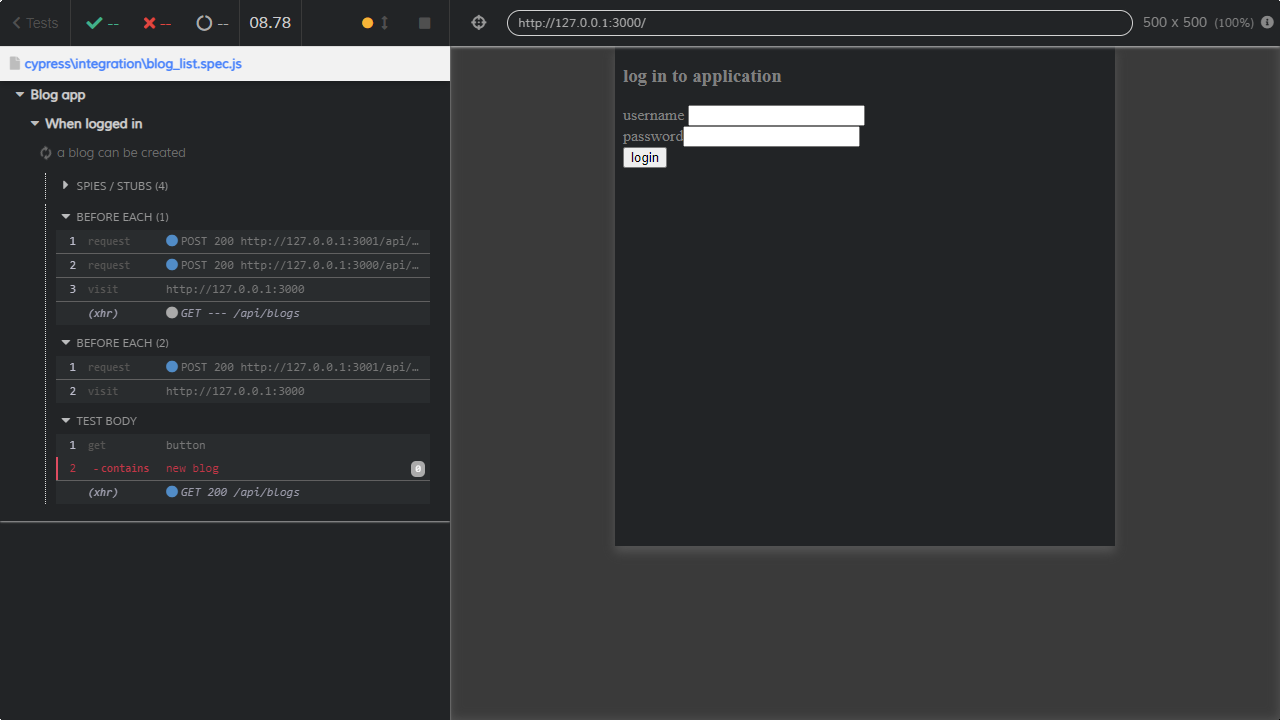 Tests -- -- -- 08.78
http://127.0.0.1:3000/ 500 x 500 (100%)
cypress\integration\blog_list.spec.js
Blog app
When logged in
a blog can be created
SPIES / STUBS (4)
BEFORE EACH (1)
1 request POST 200 http://127.0.0.1:3001/api/…
2 request POST 200 http://127.0.0.1:3000/api/…
3 visit http://127.0.0.1:3000
(xhr) GET --- /api/blogs
BEFORE EACH (2)
1 request POST 200 http://127.0.0.1:3001/api/…
2 visit http://127.0.0.1:3000
TEST BODY
1 get button
2 -contains new blog 0
(xhr) GET 200 /api/blogs
log in to application
username
password
login